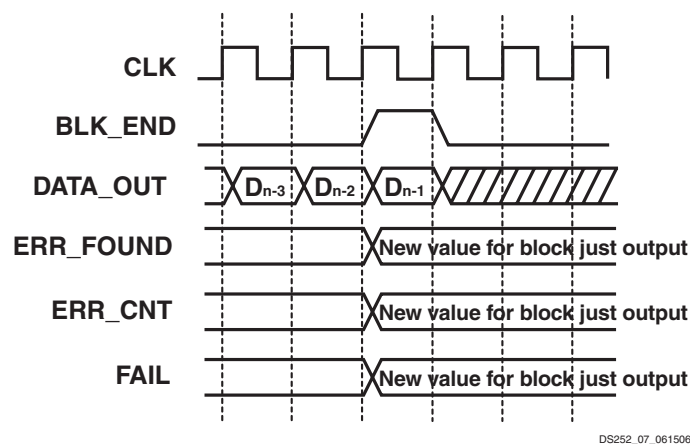 CLK
BLK_END
DATA_OUT Dn-3 Dn-2 Dn-1
ERR_FOUND New value for block just output
ERR_CNT New value for block just output
FAIL New value for block just output
DS252_07_061506